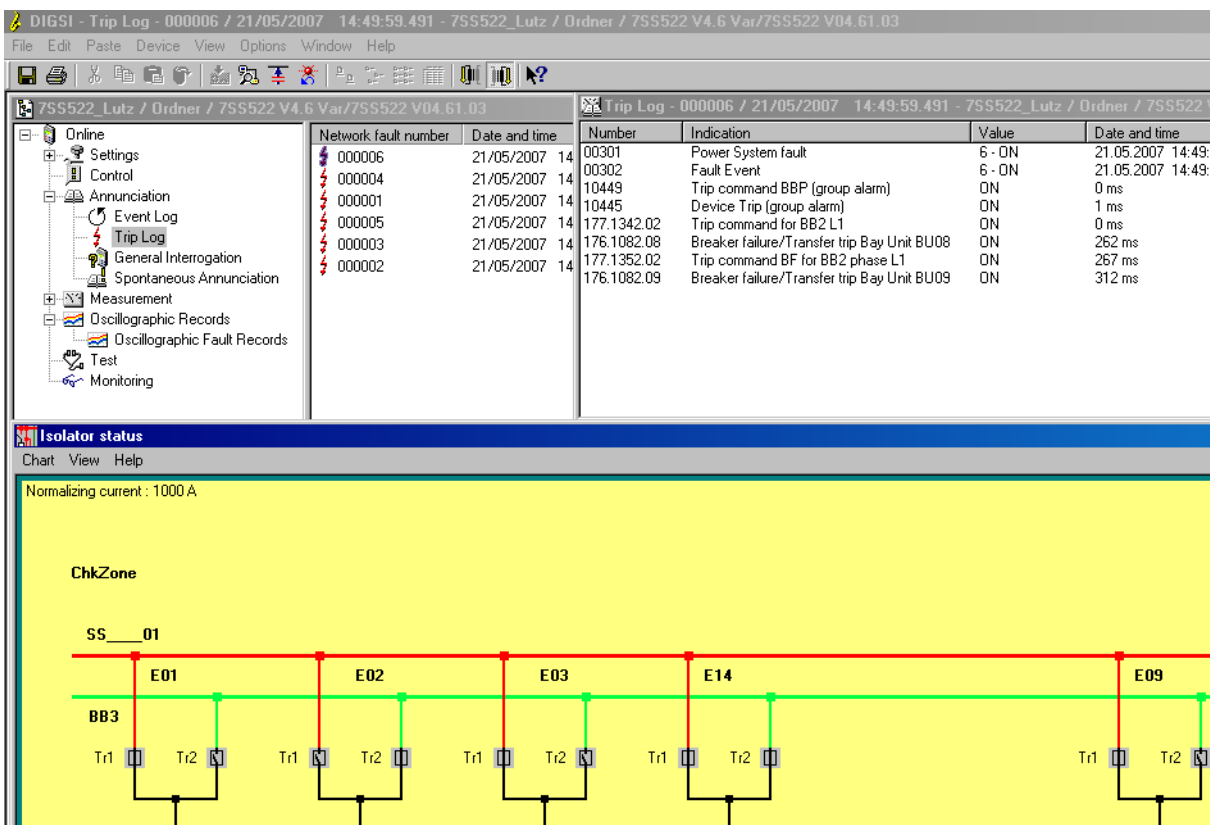 DIGSI - Trip Log - 000006 / 21/05/2007 14:49:59.491 - 7SS522_Lutz / Ordner / 7SS522 V4.6 Var/7SS522 V04.61.03
File Edit Paste Device View Options Window Help
7SS522_Lutz / Ordner / 7SS522 V4.6 Var/7SS522 V04.61.03
Online
Settings
Control
Annunciation
Event Log
Trip Log
General Interrogation
Spontaneous Annunciation
Measurement
Oscillographic Records
Oscillographic Fault Records
Test
Monitoring
Network fault number Date and time
000006 21/05/2007 14
000004 21/05/2007 14
000001 21/05/2007 14
000005 21/05/2007 14
000003 21/05/2007 14
000002 21/05/2007 14
Trip Log - 000006 / 21/05/2007 14:49:59.491 - 7SS522_Lutz / Ordner / 7SS522
Number Indication Value Date and time
00301 Power System fault 6 - ON 21.05.2007 14:49:
00302 Fault Event 6 - ON 21.05.2007 14:49:
10449 Trip command BBP (group alarm) ON 0 ms
10445 Device Trip (group alarm) ON 1 ms
177.1342.02 Trip command for BB2 L1 ON 0 ms
176.1082.08 Breaker failure/Transfer trip Bay Unit BU08 ON 262 ms
177.1352.02 Trip command BF for BB2 phase L1 ON 267 ms
176.1082.09 Breaker failure/Transfer trip Bay Unit BU09 ON 312 ms
Isolator status
Chart View Help
Normalizing current : 1000 A
ChkZone
SS____01
E01 E02 E03 E14 E09
BB3
Tr1 Tr2 Tr1 Tr2 Tr1 Tr2 Tr1 Tr2 Tr1 Tr2